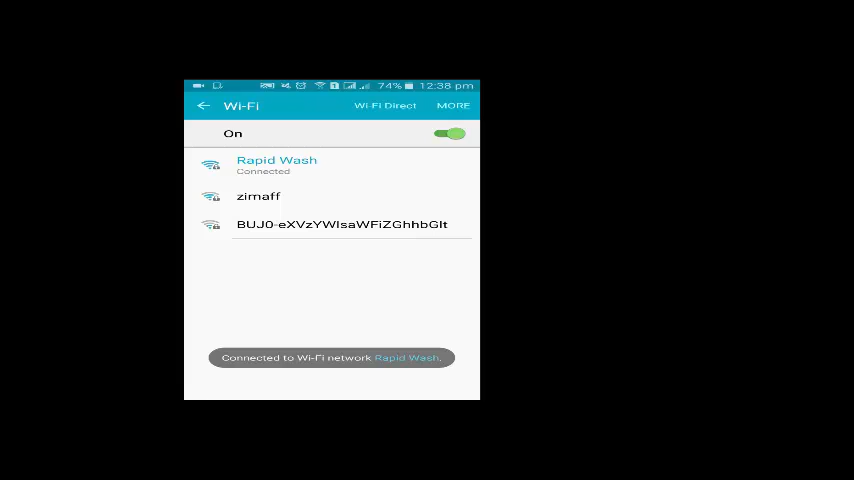 74% 12:38 pm
Wi-Fi Wi-Fi Direct MORE
On
Rapid Wash
Connected
zimaff
BUJ0-eXVzYWIsaWFiZGhhbGlt
Connected to Wi-Fi network Rapid Wash.